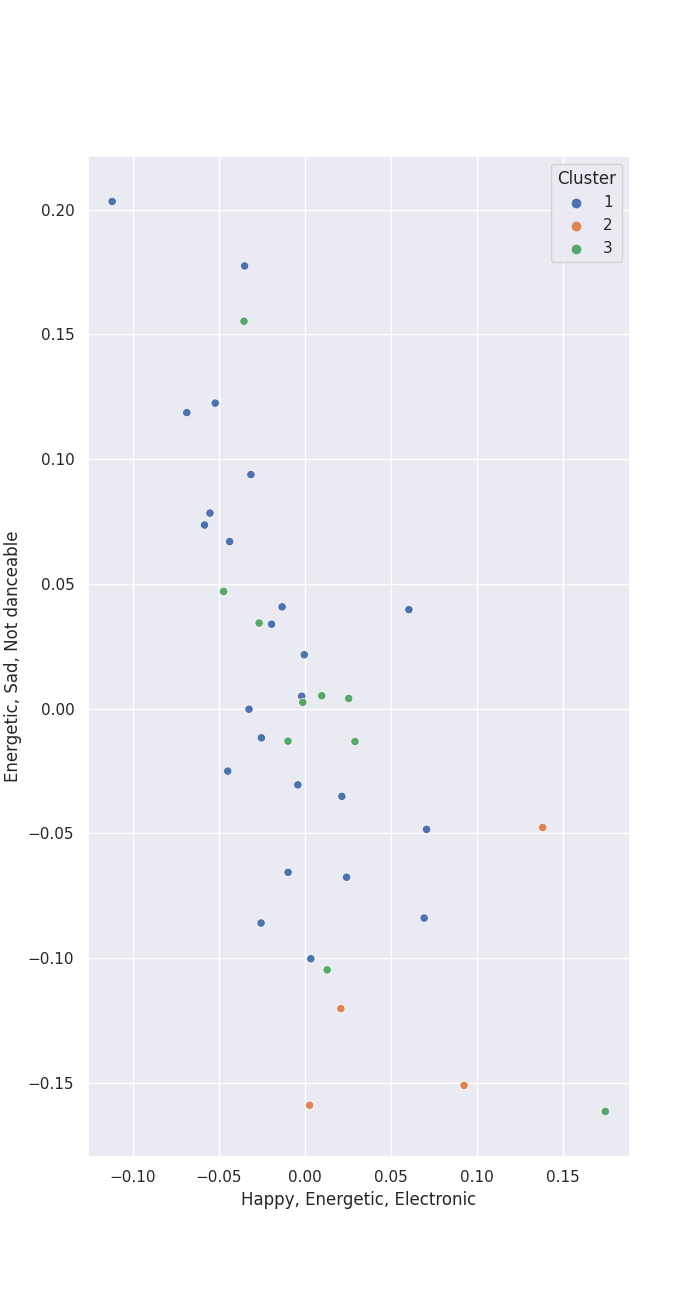 Cluster
1
2
3
0.20
0.15
0.10
0.05
0.00
−0.05
−0.10
−0.15
Energetic, Sad, Not danceable
−0.10 −0.05 0.00 0.05 0.10 0.15
Happy, Energetic, Electronic